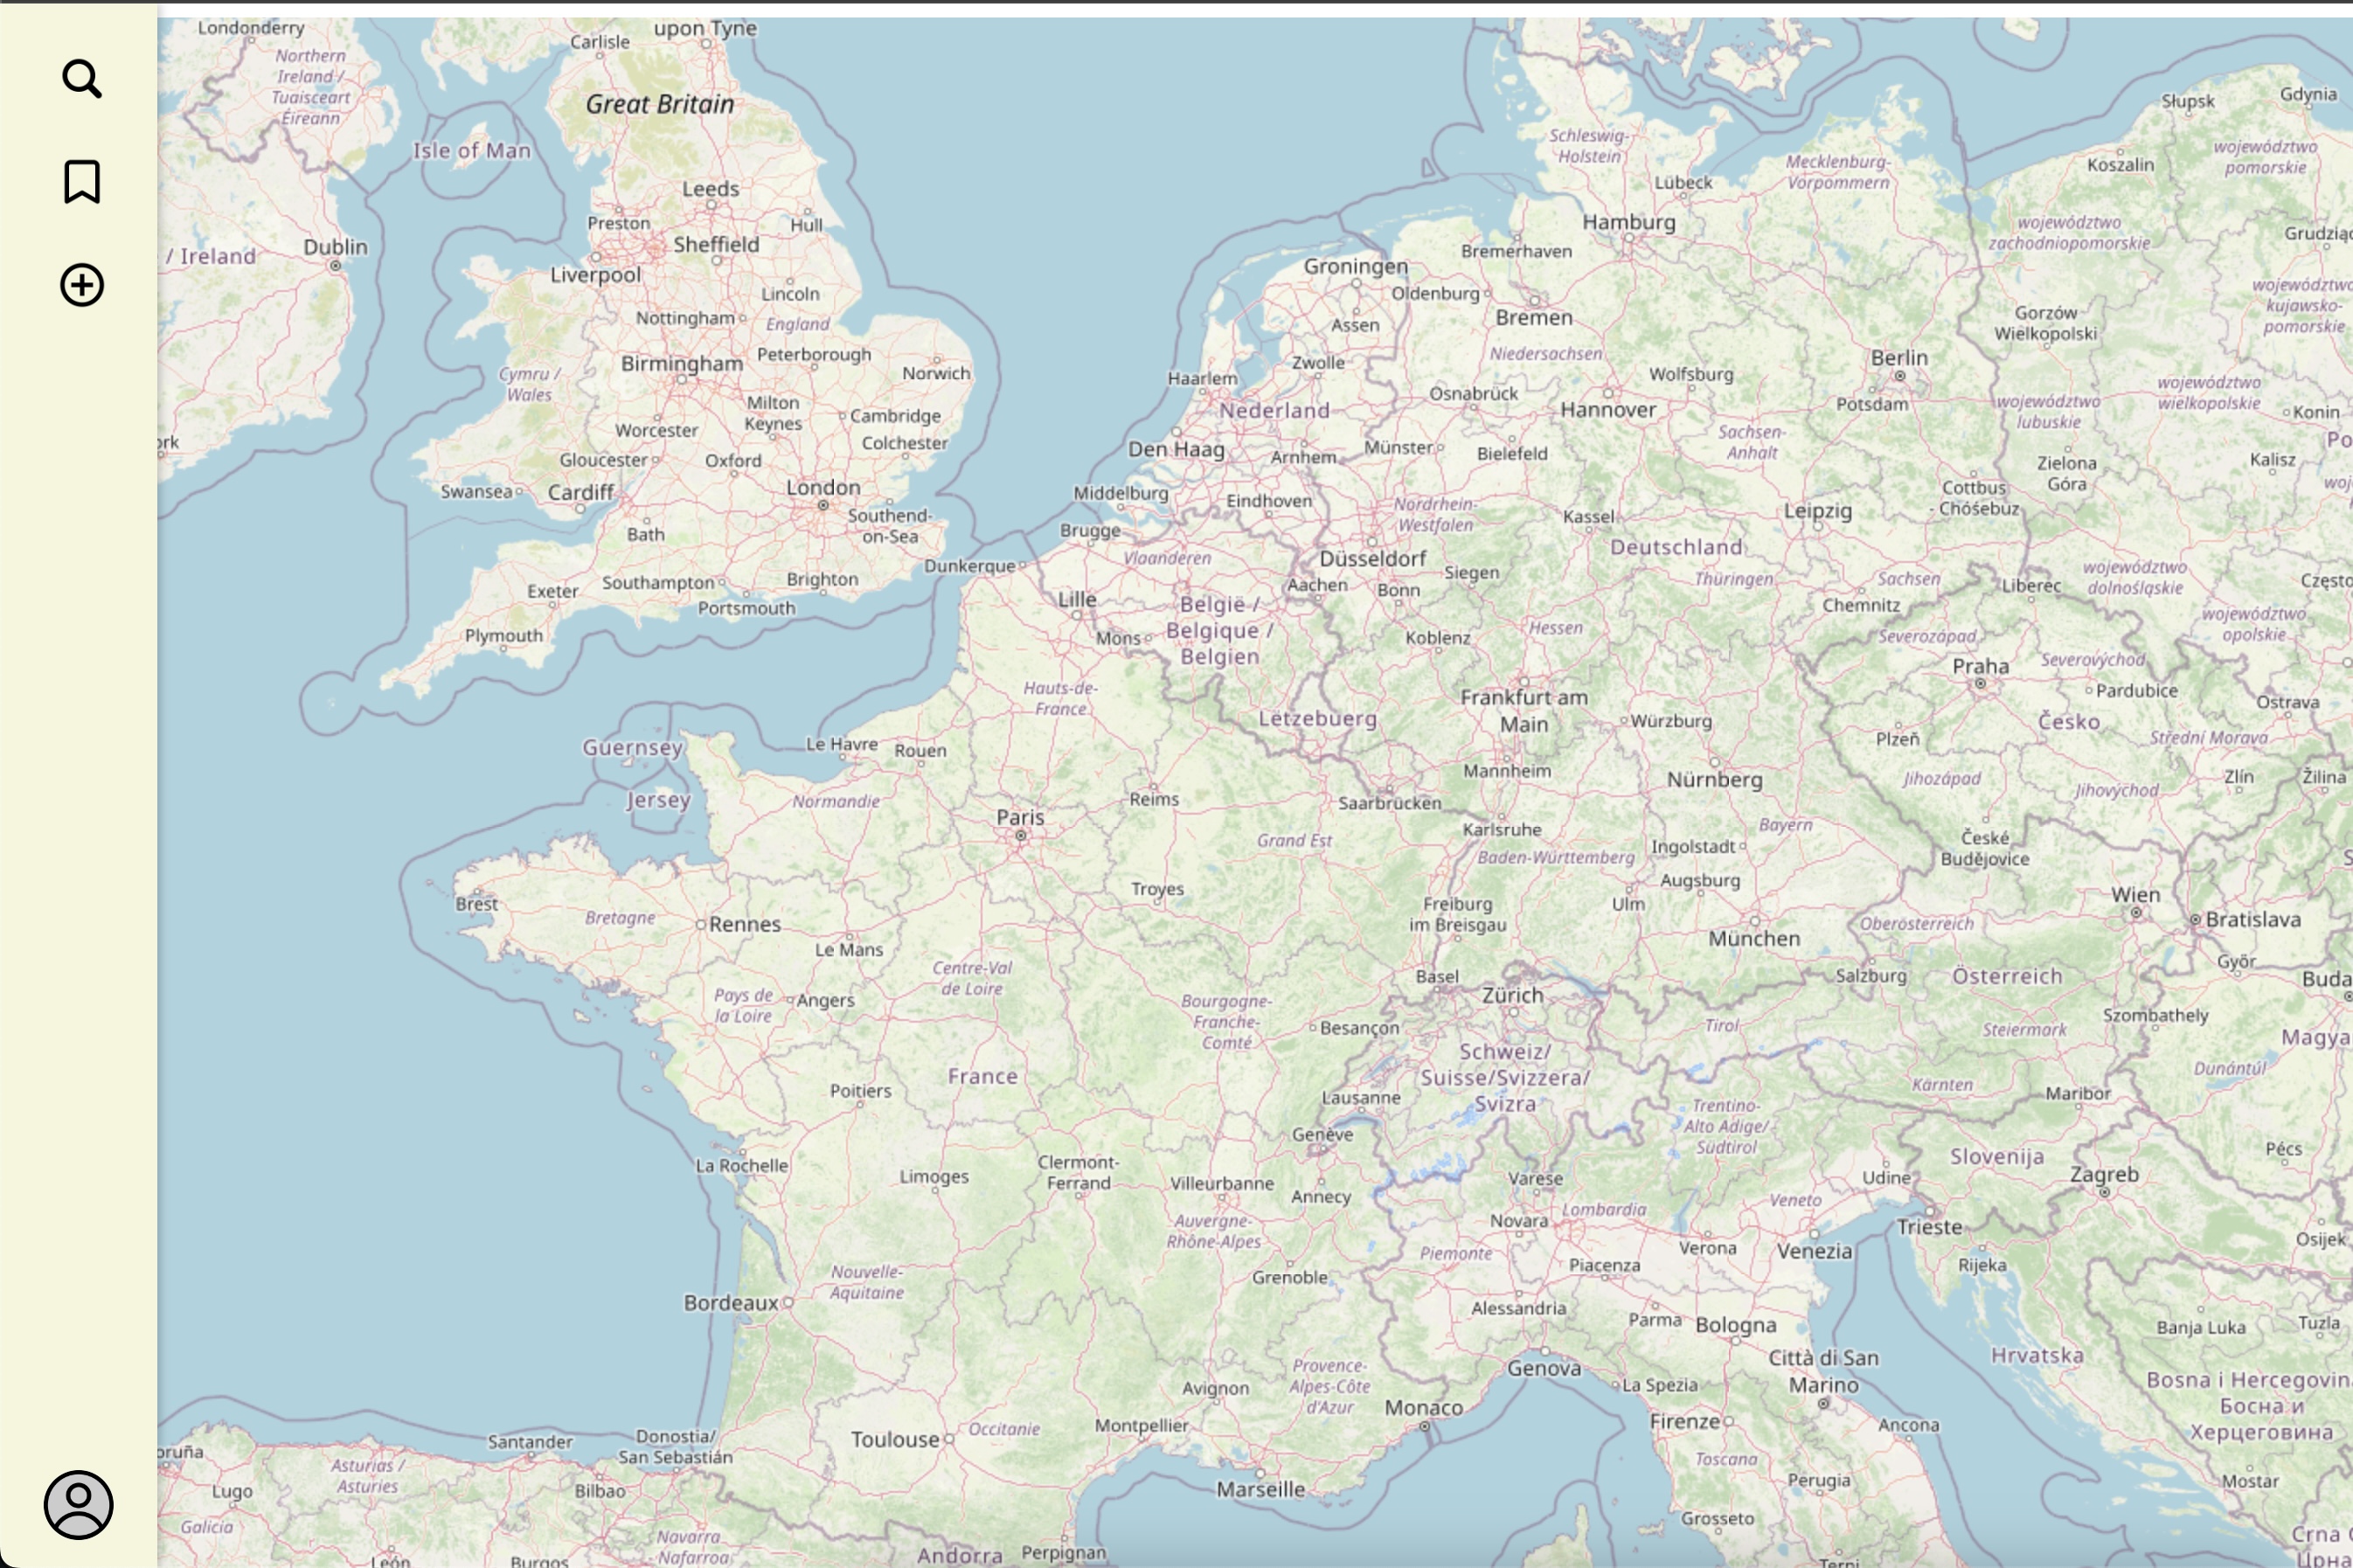 Londonderry
Carlisle
upon Tyne
Northern
Ireland /
Tuaisceart
Éireann
Great Britain
Isle of Man
Leeds
Preston
Hull
Sheffield
/ Ireland
Dublin
Liverpool
Lincoln
Nottingham
England
Birmingham
Peterborough
Norwich
Cymru /
Wales
Milton
Keynes
Cambridge
Worcester
Colchester
Gloucester
Oxford
Swansea
Cardiff
London
Southend-
on-Sea
Bath
Exeter
Southampton
Brighton
Portsmouth
Plymouth
Guernsey
Jersey
Schleswig-
Holstein
Lübeck
Mecklenburg-
Vorpommern
Hamburg
Bremerhaven
Groningen
Oldenburg
Assen
Bremen
Zwolle
Niedersachsen
Wolfsburg
Berlin
Haarlem
Nederland
Osnabrück
Hannover
Potsdam
Den Haag
Arnhem
Münster
Bielefeld
Sachsen-
Anhalt
Middelburg
Eindhoven
Nordrhein-
Westfalen
Kassel
Leipzig
Cottbus
- Chóśebuz
Brugge
Vlaanderen
Düsseldorf
Deutschland
Dunkerque
Aachen
Bonn
Siegen
Thüringen
Sachsen
Chemnitz
Lille
België /
Belgique /
Belgien
Mons
Koblenz
Hessen
Hauts-de-
France
Lëtzebuerg
Frankfurt am
Main
Würzburg
Mannheim
Nürnberg
Saarbrücken
Karlsruhe
Bayern
Baden-Württemberg
Ingolstadt
Augsburg
Freiburg
im Breisgau
Ulm
München
Słupsk
Gdynia
Koszalin
województwo
pomorskie
województwo
zachodniopomorskie
województwo
kujawsko-
pomorskie
Gorzów
Wielkopolski
województwo
lubuskie
województwo
wielkopolskie
Konin
Zielona
Góra
Kalisz
województwo
dolnośląskie
Liberec
województwo
opolskie
Severozápad
Praha
Severovýchod
Pardubice
Ostrava
Česko
Plzeň
Střední Morava
Jihozápad
Jihovýchod
Zlín
Žilina
České
Budějovice
Wien
Bratislava
Oberösterreich
Salzburg
Österreich
Győr
Szombathely
Steiermark
Tirol
Kärnten
Maribor
Dunántúl
Pécs
Le Havre
Rouen
Normandie
Reims
Paris
Grand Est
Troyes
Brest
Bretagne
Rennes
Le Mans
Centre-Val
de Loire
Pays de
la Loire
Angers
Bourgogne-
Franche-
Comté
Besançon
Basel
Zürich
Schweiz/
Suisse/Svizzera/
Svizra
Lausanne
Genève
France
Poitiers
La Rochelle
Limoges
Clermont-
Ferrand
Villeurbanne
Annecy
Auvergne-
Rhône-Alpes
Grenoble
Nouvelle-
Aquitaine
Bordeaux
Provence-
Alpes-Côte
d'Azur
Avignon
Montpellier
Toulouse
Occitanie
Marseille
Monaco
Perpignan
Andorra
Trentino-
Alto Adige/
Südtirol
Varese
Lombardia
Novara
Piemonte
Piacenza
Verona
Veneto
Venezia
Udine
Trieste
Slovenija
Zagreb
Rijeka
Osijek
Alessandria
Parma
Bologna
Genova
La Spezia
Città di San
Marino
Firenze
Ancona
Toscana
Perugia
Grosseto
Hrvatska
Banja Luka
Tuzla
Bosna i Hercegovina
Босна и
Херцеговина
Mostar
Santander
Donostia/
San Sebastián
Asturias /
Asturies
Lugo
Bilbao
Galicia
Navarra
- Nafarroa
León
Burgos